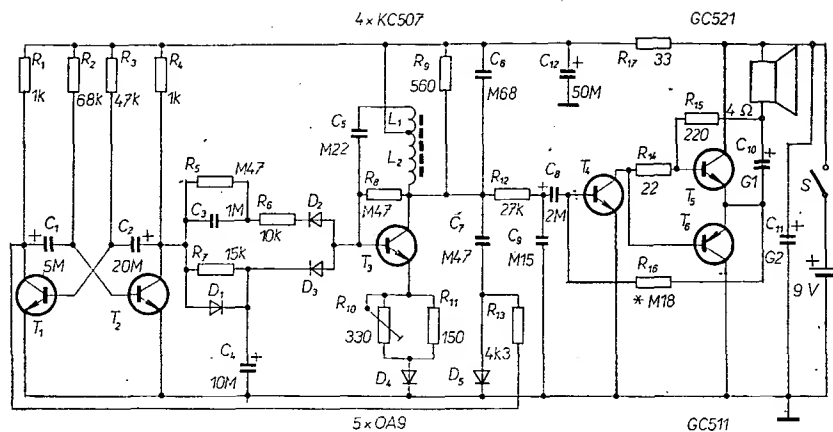 4 x KC507
GC521
R₁
1k
R₂
68k
R₃
47k
R₄
1k
R₉
560
C₆
M68
C₁₂ +
50M
R₁₇
33
C₅
M22
L₁
L₂
R₁₅
220
4 Ω
R₅
M47
C₃
1M
R₆
10k
D₂
R₈
M47
R₁₂
27k
C₈
2M
T₄
R₁₄
22
T₅
C₁₀
+
G1
S
+ C₁
5M
C₂ +
20M
R₇
15k
D₁
D₃
T₃
C₇
M47
+
C₉
M15
T₆
R₁₆
* M18
C₁₁
+
G2
+
9 V
T₁
T₂
C₄ +
10M
R₁₀
330
R₁₁
150
R₁₃
4k3
D₄
D₅
5 x OA9
GC511